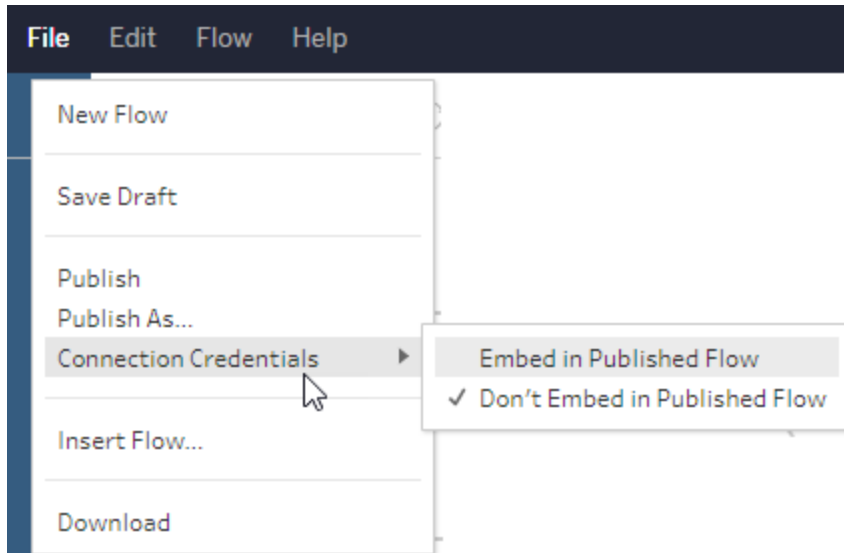 File Edit Flow Help
New Flow
Save Draft
Publish
Publish As...
Connection Credentials
Embed in Published Flow
Don't Embed in Published Flow
Insert Flow...
Download